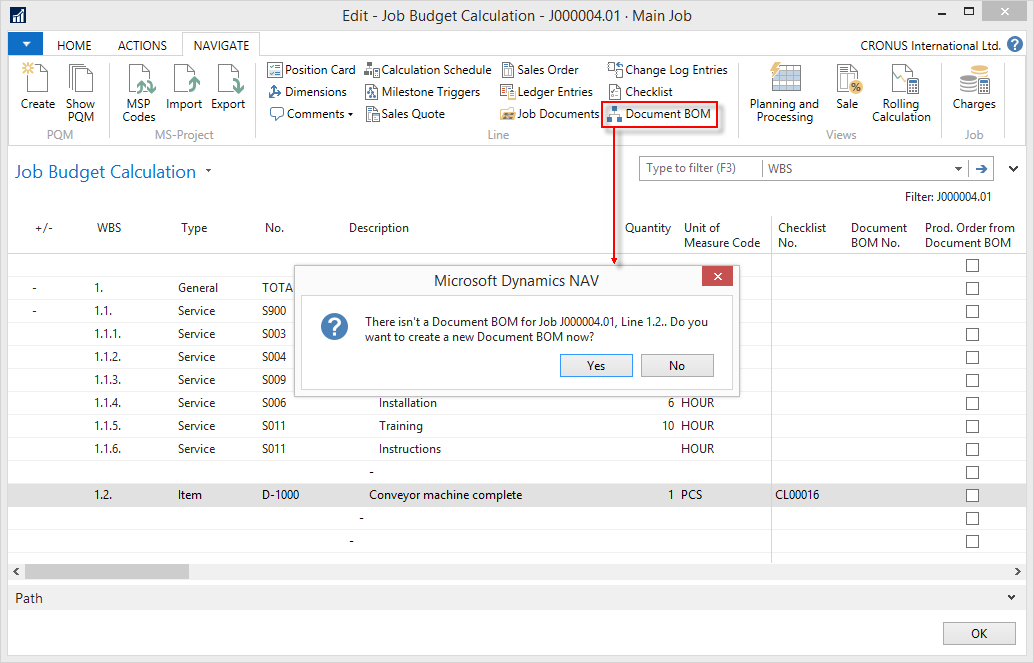 Edit - Job Budget Calculation - J000004.01 · Main Job
HOME ACTIONS NAVIGATE CRONUS International Ltd.
Position Card Calculation Schedule Sales Order Change Log Entries
Dimensions Milestone Triggers Ledger Entries Checklist
Comments Sales Quote Job Documents Document BOM
Create Show PQM MSP Codes Import Export Planning and Processing Sale Rolling Calculation Charges
PQM MS-Project Line Views Job
Job Budget Calculation Type to filter (F3) WBS
Filter: J000004.01
+/- WBS Type No. Description Quantity Unit of Measure Code Checklist No. Document BOM No. Prod. Order from Document BOM
- 1. General TOTA
- 1.1. Service S900
1.1.1. Service S003
1.1.2. Service S004
1.1.3. Service S009
Microsoft Dynamics NAV
There isn't a Document BOM for Job J000004.01, Line 1.2.. Do you
want to create a new Document BOM now?
Yes No
1.1.4. Service S006 Installation 6 HOUR
1.1.5. Service S011 Training 10 HOUR
1.1.6. Service S011 Instructions HOUR
-
1.2. Item D-1000 Conveyor machine complete 1 PCS CL00016
-
-
Path
OK